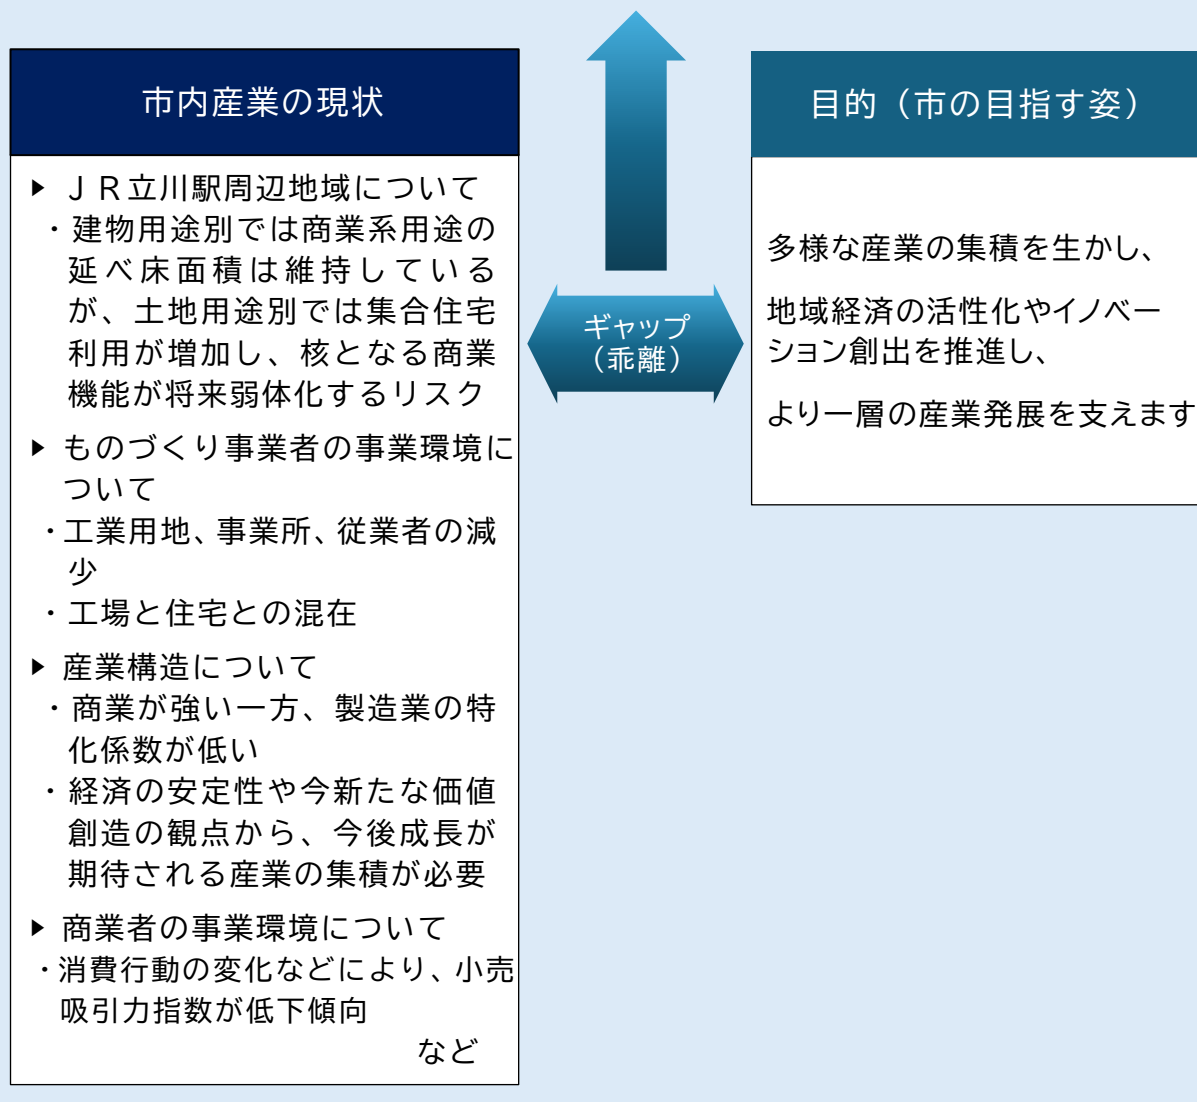 市内産業の現状
▶ ＪＲ立川駅周辺地域について
・建物用途別では商業系用途の
延べ床面積は維持している
が、土地用途別では集合住宅
利用が増加し、核となる商業
機能が将来弱体化するリスク
▶ ものづくり事業者の事業環境に
ついて
・工業用地、事業所、従業者の減
少
・工場と住宅との混在
▶ 産業構造について
・商業が強い一方、製造業の特
化係数が低い
・経済の安定性や今新たな価値
創造の観点から、今後成長が
期待される産業の集積が必要
▶ 商業者の事業環境について
・消費行動の変化などにより、小売
吸引力指数が低下傾向
など
ギャップ
（乖離）
目的（市の目指す姿）
多様な産業の集積を生かし、
地域経済の活性化やイノベー
ション創出を推進し、
より一層の産業発展を支えます